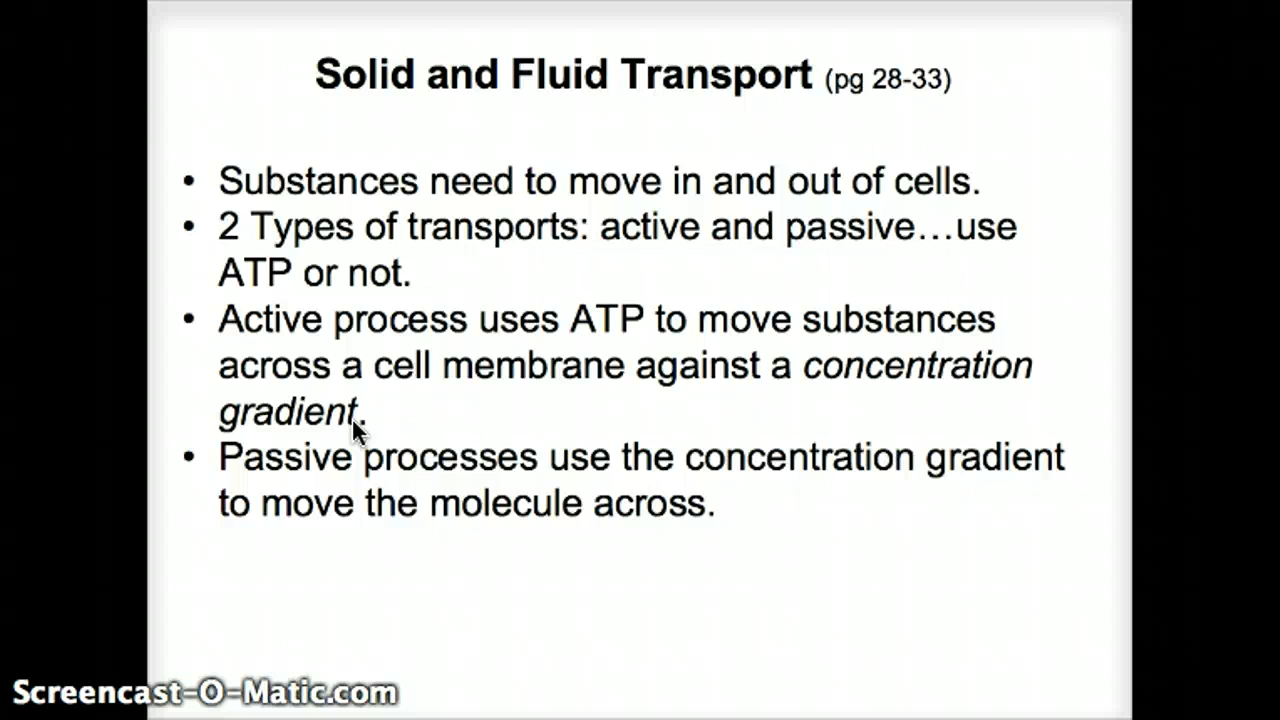 Solid and Fluid Transport (pg 28-33)
• Substances need to move in and out of cells.
• 2 Types of transports: active and passive…use
ATP or not.
• Active process uses ATP to move substances
across a cell membrane against a concentration
gradient.
• Passive processes use the concentration gradient
to move the molecule across.
Screencast-O-Matic.com